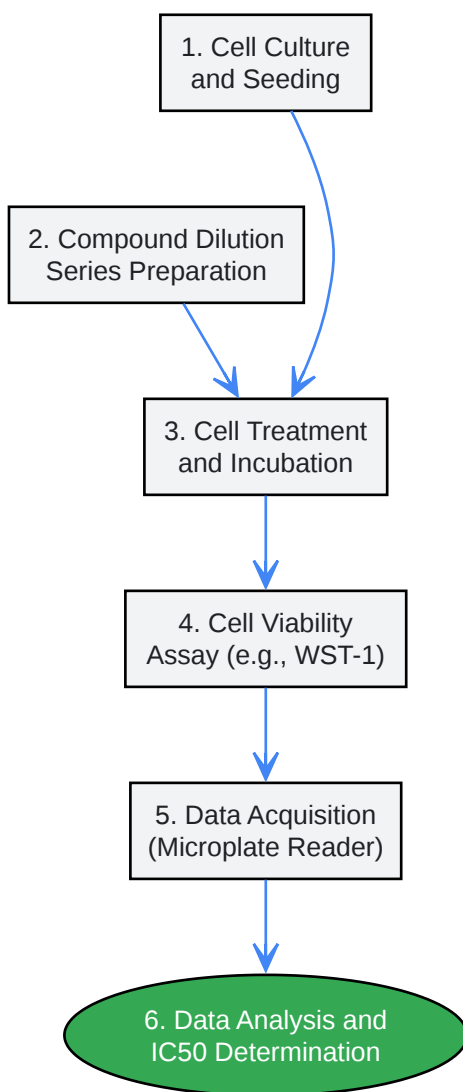 1. Cell Culture
and Seeding
2. Compound Dilution
Series Preparation
3. Cell Treatment
and Incubation
4. Cell Viability
Assay (e.g., WST-1)
5. Data Acquisition
(Microplate Reader)
6. Data Analysis and
IC50 Determination